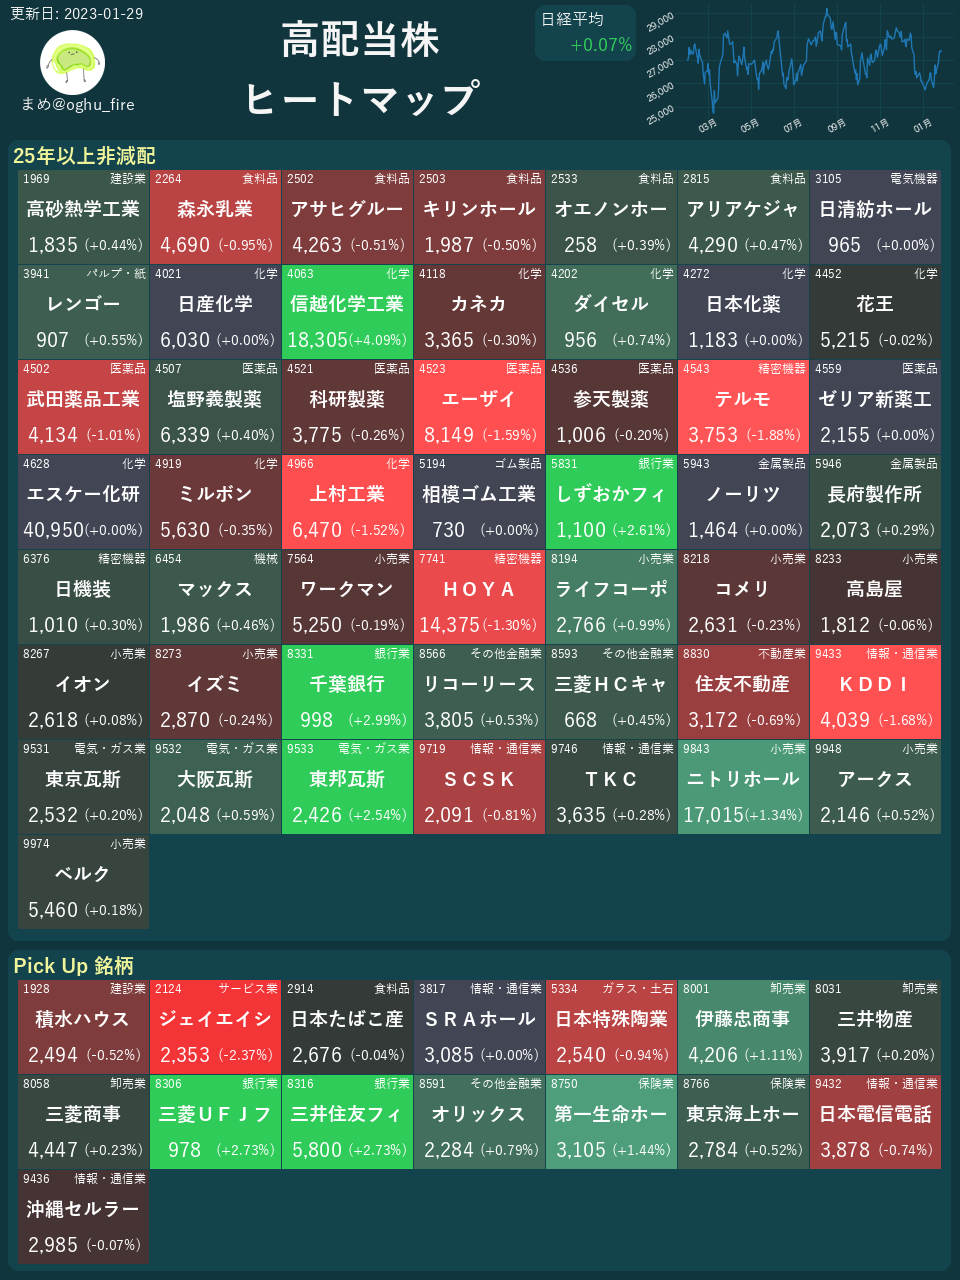 更新日: 2023-01-29
まめ@oghu_fire
高配当株
ヒートマップ
日経平均
+0.07%
29,000
28,000
27,000
26,000
25,000
03月 05月 07月 09月 11月 01月
25年以上非減配
1969 建設業
高砂熱学工業
1,835 (+0.44%)
2264 食料品
森永乳業
4,690 (-0.95%)
2502 食料品
アサヒグルー
4,263 (-0.51%)
2503 食料品
キリンホール
1,987 (-0.50%)
2533 食料品
オエノンホー
258 (+0.39%)
2815 食料品
アリアケジャ
4,290 (+0.47%)
3105 電気機器
日清紡ホール
965 (+0.00%)
3941 パルプ・紙
レンゴー
907 (+0.55%)
4021 化学
日産化学
6,030 (+0.00%)
4063 化学
信越化学工業
18,305(+4.09%)
4118 化学
カネカ
3,365 (-0.30%)
4202 化学
ダイセル
956 (+0.74%)
4272 化学
日本化薬
1,183 (+0.00%)
4452 化学
花王
5,215 (-0.02%)
4502 医薬品
武田薬品工業
4,134 (-1.01%)
4507 医薬品
塩野義製薬
6,339 (+0.40%)
4521 医薬品
科研製薬
3,775 (-0.26%)
4523 医薬品
エーザイ
8,149 (-1.59%)
4536 医薬品
参天製薬
1,006 (-0.20%)
4543 精密機器
テルモ
3,753 (-1.88%)
4559 医薬品
ゼリア新薬工
2,155 (+0.00%)
4628 化学
エスケー化研
40,950(+0.00%)
4919 化学
ミルボン
5,630 (-0.35%)
4966 化学
上村工業
6,470 (-1.52%)
5194 ゴム製品
相模ゴム工業
730 (+0.00%)
5831 銀行業
しずおかフィ
1,100 (+2.61%)
5943 金属製品
ノーリツ
1,464 (+0.00%)
5946 金属製品
長府製作所
2,073 (+0.29%)
6376 精密機器
日機装
1,010 (+0.30%)
6454 機械
マックス
1,986 (+0.46%)
7564 小売業
ワークマン
5,250 (-0.19%)
7741 精密機器
ＨＯＹＡ
14,375(-1.30%)
8194 小売業
ライフコーポ
2,766 (+0.99%)
8218 小売業
コメリ
2,631 (-0.23%)
8233 小売業
高島屋
1,812 (-0.06%)
8267 小売業
イオン
2,618 (+0.08%)
8273 小売業
イズミ
2,870 (-0.24%)
8331 銀行業
千葉銀行
998 (+2.99%)
8566 その他金融業
リコーリース
3,805 (+0.53%)
8593 その他金融業
三菱ＨＣキャ
668 (+0.45%)
8830 不動産業
住友不動産
3,172 (-0.69%)
9433 情報・通信業
ＫＤＤＩ
4,039 (-1.68%)
9531 電気・ガス業
東京瓦斯
2,532 (+0.20%)
9532 電気・ガス業
大阪瓦斯
2,048 (+0.59%)
9533 電気・ガス業
東邦瓦斯
2,426 (+2.54%)
9719 情報・通信業
ＳＣＳＫ
2,091 (-0.81%)
9746 情報・通信業
ＴＫＣ
3,635 (+0.28%)
9843 小売業
ニトリホール
17,015(+1.34%)
9948 小売業
アークス
2,146 (+0.52%)
9974 小売業
ベルク
5,460 (+0.18%)
Pick Up 銘柄
1928 建設業
積水ハウス
2,494 (-0.52%)
2124 サービス業
ジェイエイシ
2,353 (-2.37%)
2914 食料品
日本たばこ産
2,676 (-0.04%)
3817 情報・通信業
ＳＲＡホール
3,085 (+0.00%)
5334 ガラス・土石
日本特殊陶業
2,540 (-0.94%)
8001 卸売業
伊藤忠商事
4,206 (+1.11%)
8031 卸売業
三井物産
3,917 (+0.20%)
8058 卸売業
三菱商事
4,447 (+0.23%)
8306 銀行業
三菱ＵＦＪフ
978 (+2.73%)
8316 銀行業
三井住友フィ
5,800 (+2.73%)
8591 その他金融業
オリックス
2,284 (+0.79%)
8750 保険業
第一生命ホー
3,105 (+1.44%)
8766 保険業
東京海上ホー
2,784 (+0.52%)
9432 情報・通信業
日本電信電話
3,878 (-0.74%)
9436 情報・通信業
沖縄セルラー
2,985 (-0.07%)